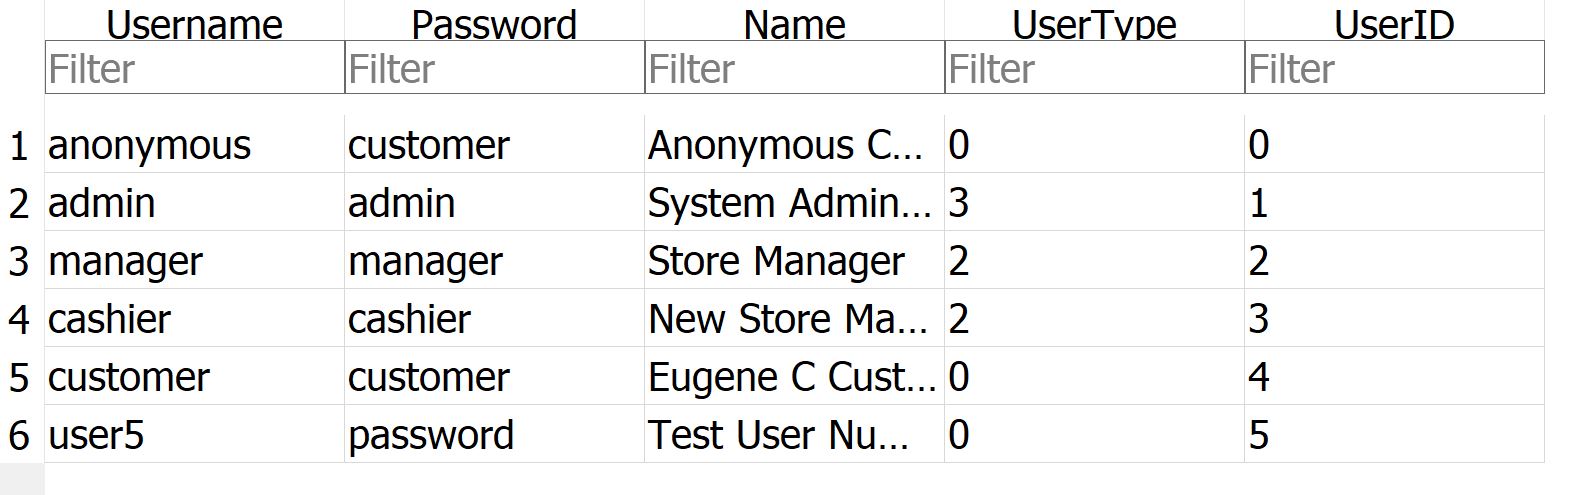 Username Password Name UserType UserID
Filter Filter Filter Filter Filter
1 anonymous customer Anonymous C... 0 0
2 admin admin System Admin... 3 1
3 manager manager Store Manager 2 2
4 cashier cashier New Store Ma... 2 3
5 customer customer Eugene C Cust... 0 4
6 user5 password Test User Nu... 0 5